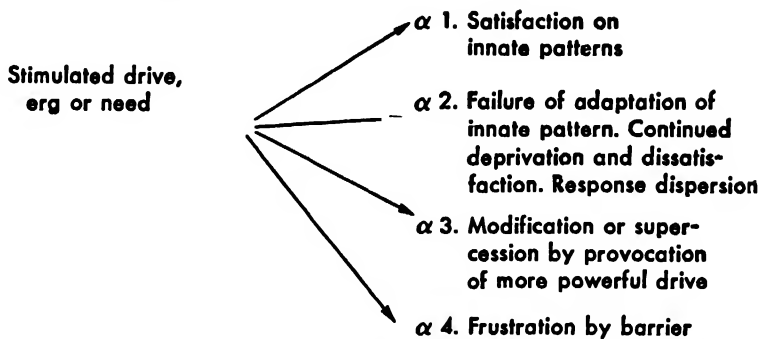 α 1. Satisfaction on
innate patterns
Stimulated drive,
erg or need
α 2. Failure of adaptation of
innate pattern. Continued
deprivation and dissatis-
faction. Response dispersion
α 3. Modification or super-
cession by provocation
of more powerful drive
α 4. Frustration by barrier